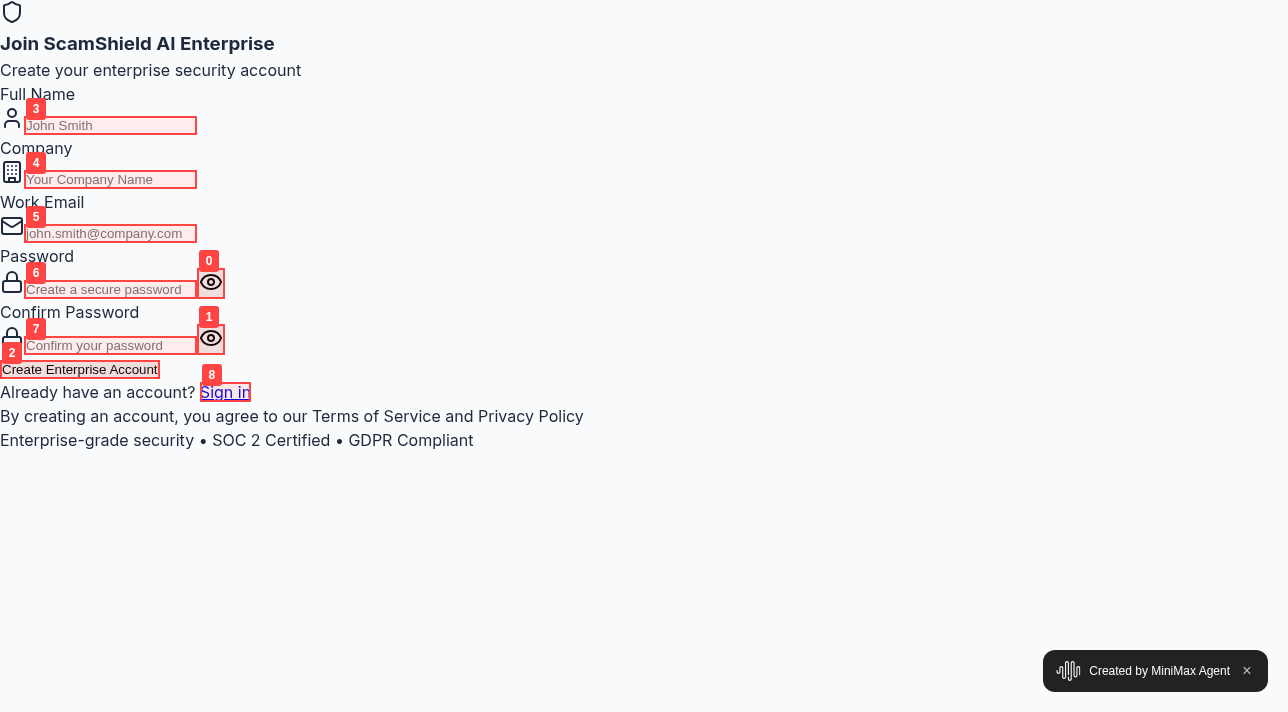 Join ScamShield AI Enterprise
Create your enterprise security account
Full Name
3
John Smith
Company
4
Your Company Name
Work Email
5
john.smith@company.com
Password
0
6
Create a secure password
Confirm Password
1
7
Confirm your password
2
Create Enterprise Account
8
Already have an account? Sign in
By creating an account, you agree to our Terms of Service and Privacy Policy
Enterprise-grade security • SOC 2 Certified • GDPR Compliant
Created by MiniMax Agent ×